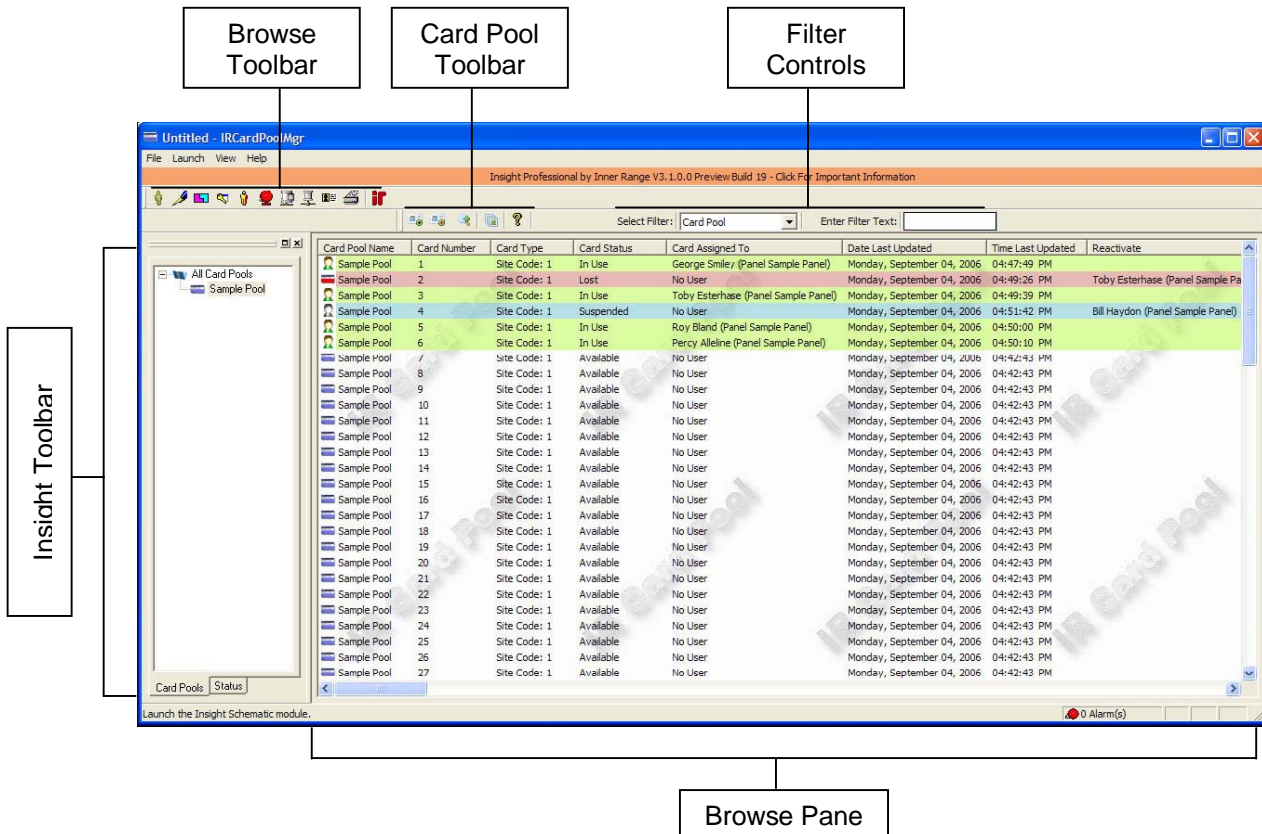 Browse
Toolbar
Card Pool
Toolbar
Filter
Controls
Untitled - IRCardPoolMgr
File Launch View Help
Insight Professional by Inner Range V3.1.0.0 Preview Build 19 - Click For Important Information
Select Filter: Card Pool Enter Filter Text:
All Card Pools
Sample Pool
Card Pools Status
Insight Toolbar
Card Pool Name Card Number Card Type Card Status Card Assigned To Date Last Updated Time Last Updated Reactivate
Sample Pool 1 Site Code: 1 In Use George Smiley (Panel Sample Panel) Monday, September 04, 2006 04:47:49 PM
Sample Pool 2 Site Code: 1 Lost No User Monday, September 04, 2006 04:49:26 PM Toby Esterhase (Panel Sample Pa
Sample Pool 3 Site Code: 1 In Use Toby Esterhase (Panel Sample Panel) Monday, September 04, 2006 04:49:39 PM
Sample Pool 4 Site Code: 1 Suspended No User Monday, September 04, 2006 04:51:42 PM Bill Haydon (Panel Sample Panel)
Sample Pool 5 Site Code: 1 In Use Roy Bland (Panel Sample Panel) Monday, September 04, 2006 04:50:00 PM
Sample Pool 6 Site Code: 1 In Use Percy Alleline (Panel Sample Panel) Monday, September 04, 2006 04:50:10 PM
Sample Pool 7 Site Code: 1 Available No User Monday, September 04, 2006 04:42:43 PM
Sample Pool 8 Site Code: 1 Available No User Monday, September 04, 2006 04:42:43 PM
Sample Pool 9 Site Code: 1 Available No User Monday, September 04, 2006 04:42:43 PM
Sample Pool 10 Site Code: 1 Available No User Monday, September 04, 2006 04:42:43 PM
Sample Pool 11 Site Code: 1 Available No User Monday, September 04, 2006 04:42:43 PM
Sample Pool 12 Site Code: 1 Available No User Monday, September 04, 2006 04:42:43 PM
Sample Pool 13 Site Code: 1 Available No User Monday, September 04, 2006 04:42:43 PM
Sample Pool 14 Site Code: 1 Available No User Monday, September 04, 2006 04:42:43 PM
Sample Pool 15 Site Code: 1 Available No User Monday, September 04, 2006 04:42:43 PM
Sample Pool 16 Site Code: 1 Available No User Monday, September 04, 2006 04:42:43 PM
Sample Pool 17 Site Code: 1 Available No User Monday, September 04, 2006 04:42:43 PM
Sample Pool 18 Site Code: 1 Available No User Monday, September 04, 2006 04:42:43 PM
Sample Pool 19 Site Code: 1 Available No User Monday, September 04, 2006 04:42:43 PM
Sample Pool 20 Site Code: 1 Available No User Monday, September 04, 2006 04:42:43 PM
Sample Pool 21 Site Code: 1 Available No User Monday, September 04, 2006 04:42:43 PM
Sample Pool 22 Site Code: 1 Available No User Monday, September 04, 2006 04:42:43 PM
Sample Pool 23 Site Code: 1 Available No User Monday, September 04, 2006 04:42:43 PM
Sample Pool 24 Site Code: 1 Available No User Monday, September 04, 2006 04:42:43 PM
Sample Pool 25 Site Code: 1 Available No User Monday, September 04, 2006 04:42:43 PM
Sample Pool 26 Site Code: 1 Available No User Monday, September 04, 2006 04:42:43 PM
Sample Pool 27 Site Code: 1 Available No User Monday, September 04, 2006 04:42:43 PM
IR Card Pool
IR Card Pool
IR Card Pool
IR Card Pool
IR Card Pool
IR Card Pool
Launch the Insight Schematic module.
0 Alarm(s)
Browse Pane